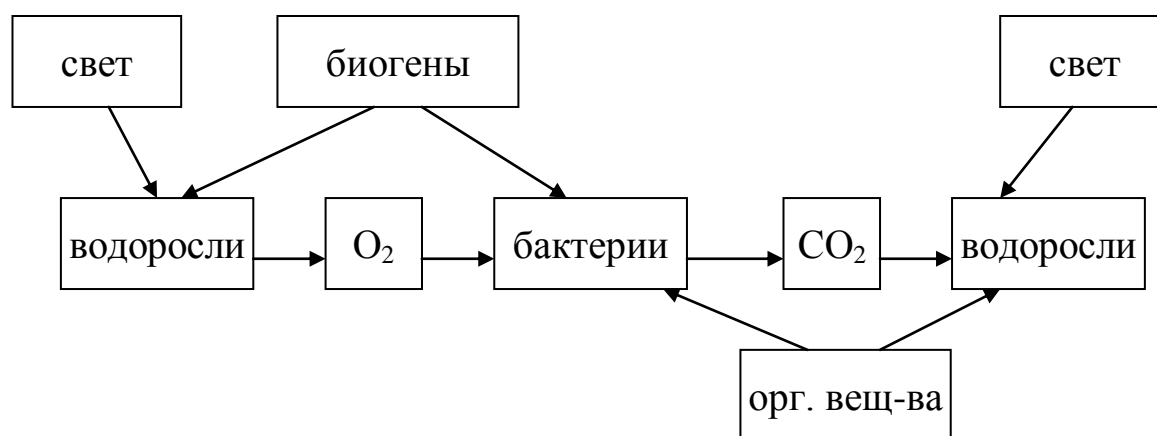 свет
биогены
свет
водоросли
O₂
бактерии
CO₂
водоросли
орг. вещ-ва